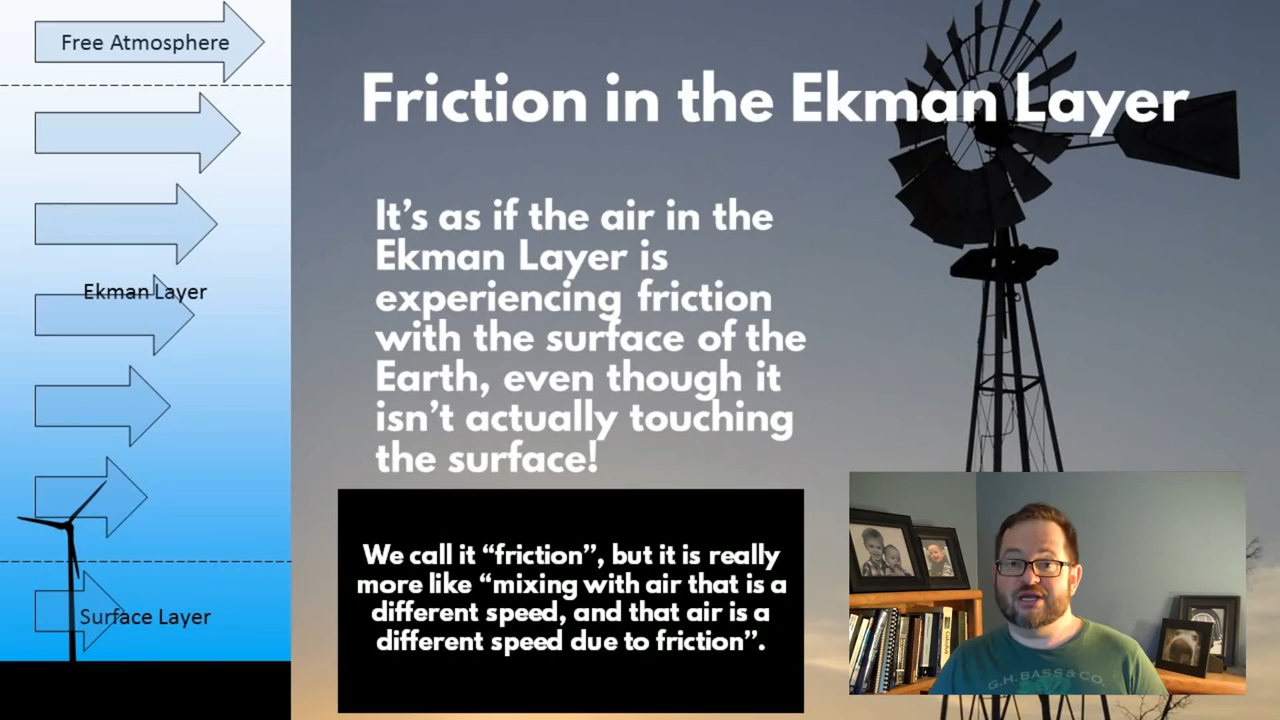 Free Atmosphere
Ekman Layer
Surface Layer
Friction in the Ekman Layer
It’s as if the air in the
Ekman Layer is
experiencing friction
with the surface of the
Earth, even though it
isn’t actually touching
the surface!
We call it “friction”, but it is really
more like “mixing with air that is a
different speed, and that air is a
different speed due to friction”.
G.H. BASS & CO.